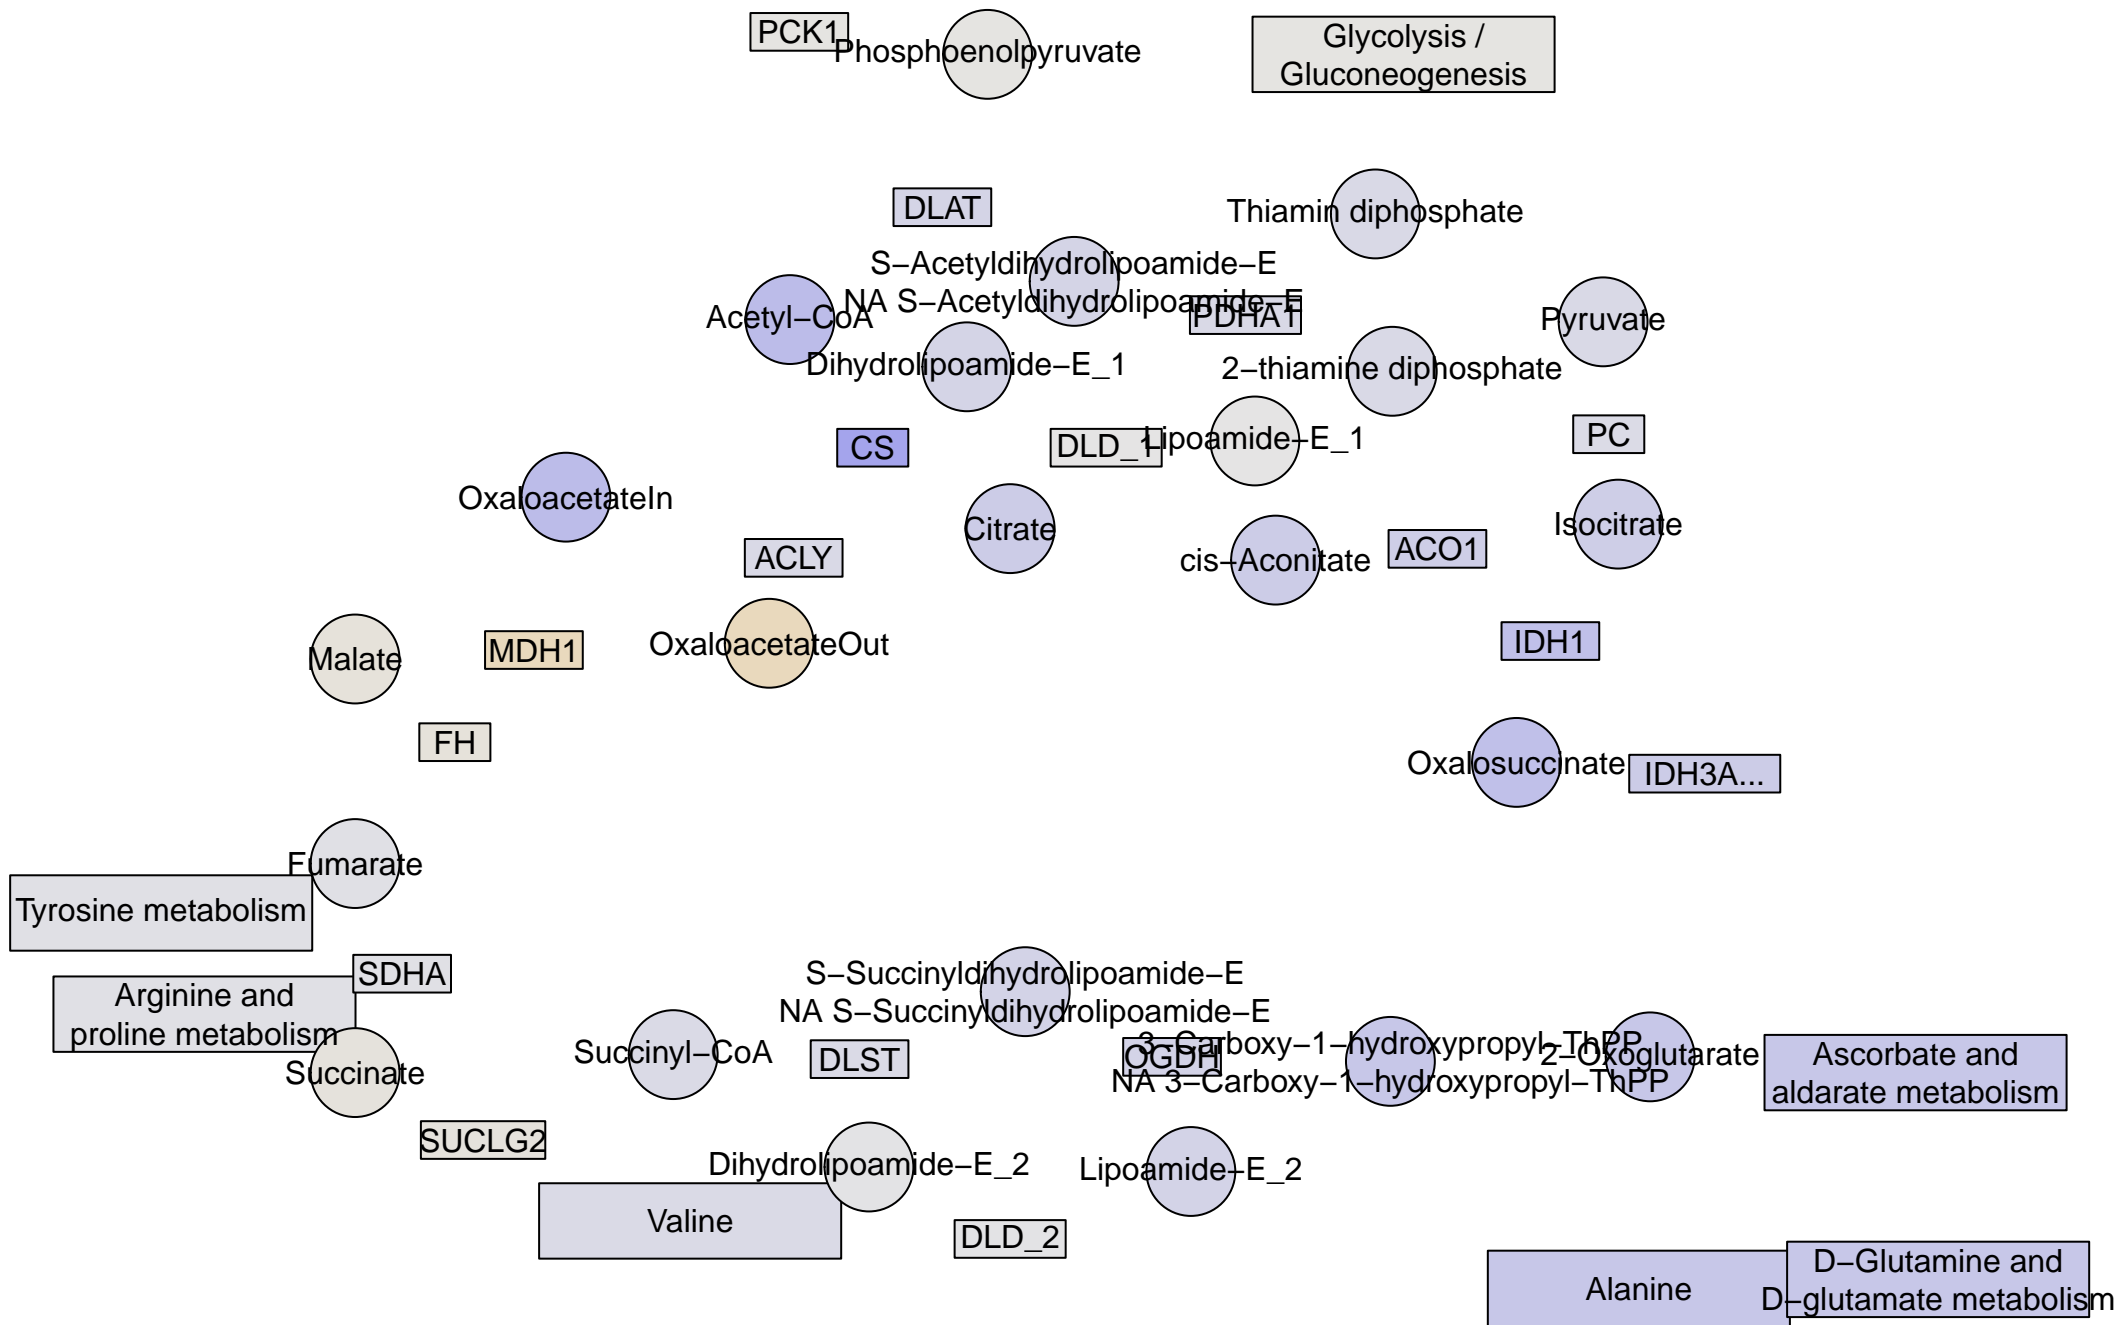 PCK1
Phosphoenolpyruvate
Glycolysis /
Gluconeogenesis
DLAT
Thiamin diphosphate
S−Acetyldihydrolipoamide−E
NA S−Acetyldihydrolipoamide−E
Acetyl−CoA
PDHA1
Pyruvate
Dihydrolipoamide−E_1
2−thiamine diphosphate
CS
DLD_1
Lipoamide−E_1
PC
OxaloacetateIn
Citrate
Isocitrate
ACLY
cis−Aconitate
ACO1
Malate
MDH1
OxaloacetateOut
IDH1
FH
Oxalosuccinate
IDH3A...
Fumarate
Tyrosine metabolism
SDHA
Arginine and
proline metabolism
S−Succinyldihydrolipoamide−E
NA S−Succinyldihydrolipoamide−E
Succinate
Succinyl−CoA
DLST
OGDH
3−Carboxy−1−hydroxypropyl−ThPP
NA 3−Carboxy−1−hydroxypropyl−ThPP
2−Oxoglutarate
Ascorbate and
aldarate metabolism
SUCLG2
Dihydrolipoamide−E_2
Lipoamide−E_2
Valine
DLD_2
Alanine
D−Glutamine and
D−glutamate metabolism